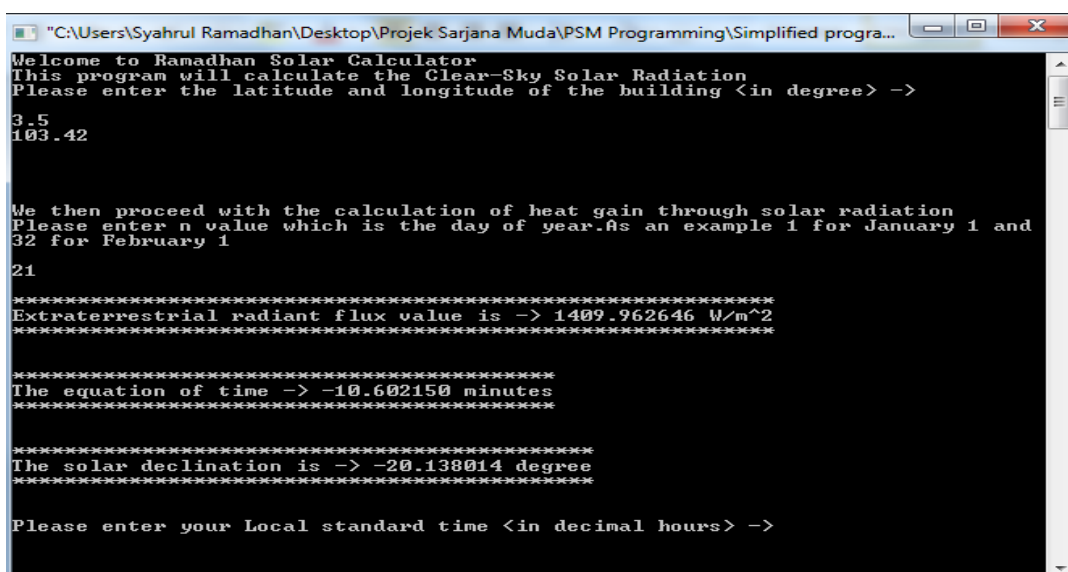 "C:\Users\Syahrul Ramadhan\Desktop\Projek Sarjana Muda\PSM Programming\Simplified progra...
Welcome to Ramadhan Solar Calculator
This program will calculate the Clear-Sky Solar Radiation
Please enter the latitude and longitude of the building <in degree> ->
3.5
103.42
We then proceed with the calculation of heat gain through solar radiation
Please enter n value which is the day of year.As an example 1 for January 1 and
32 for February 1
21
***********************************************************
Extraterrestrial radiant flux value is -> 1409.962646 W/m^2
***********************************************************
******************************************
The equation of time -> -10.602150 minutes
******************************************
*********************************************
The solar declination is -> -20.138014 degree
*********************************************
Please enter your Local standard time <in decimal hours> ->